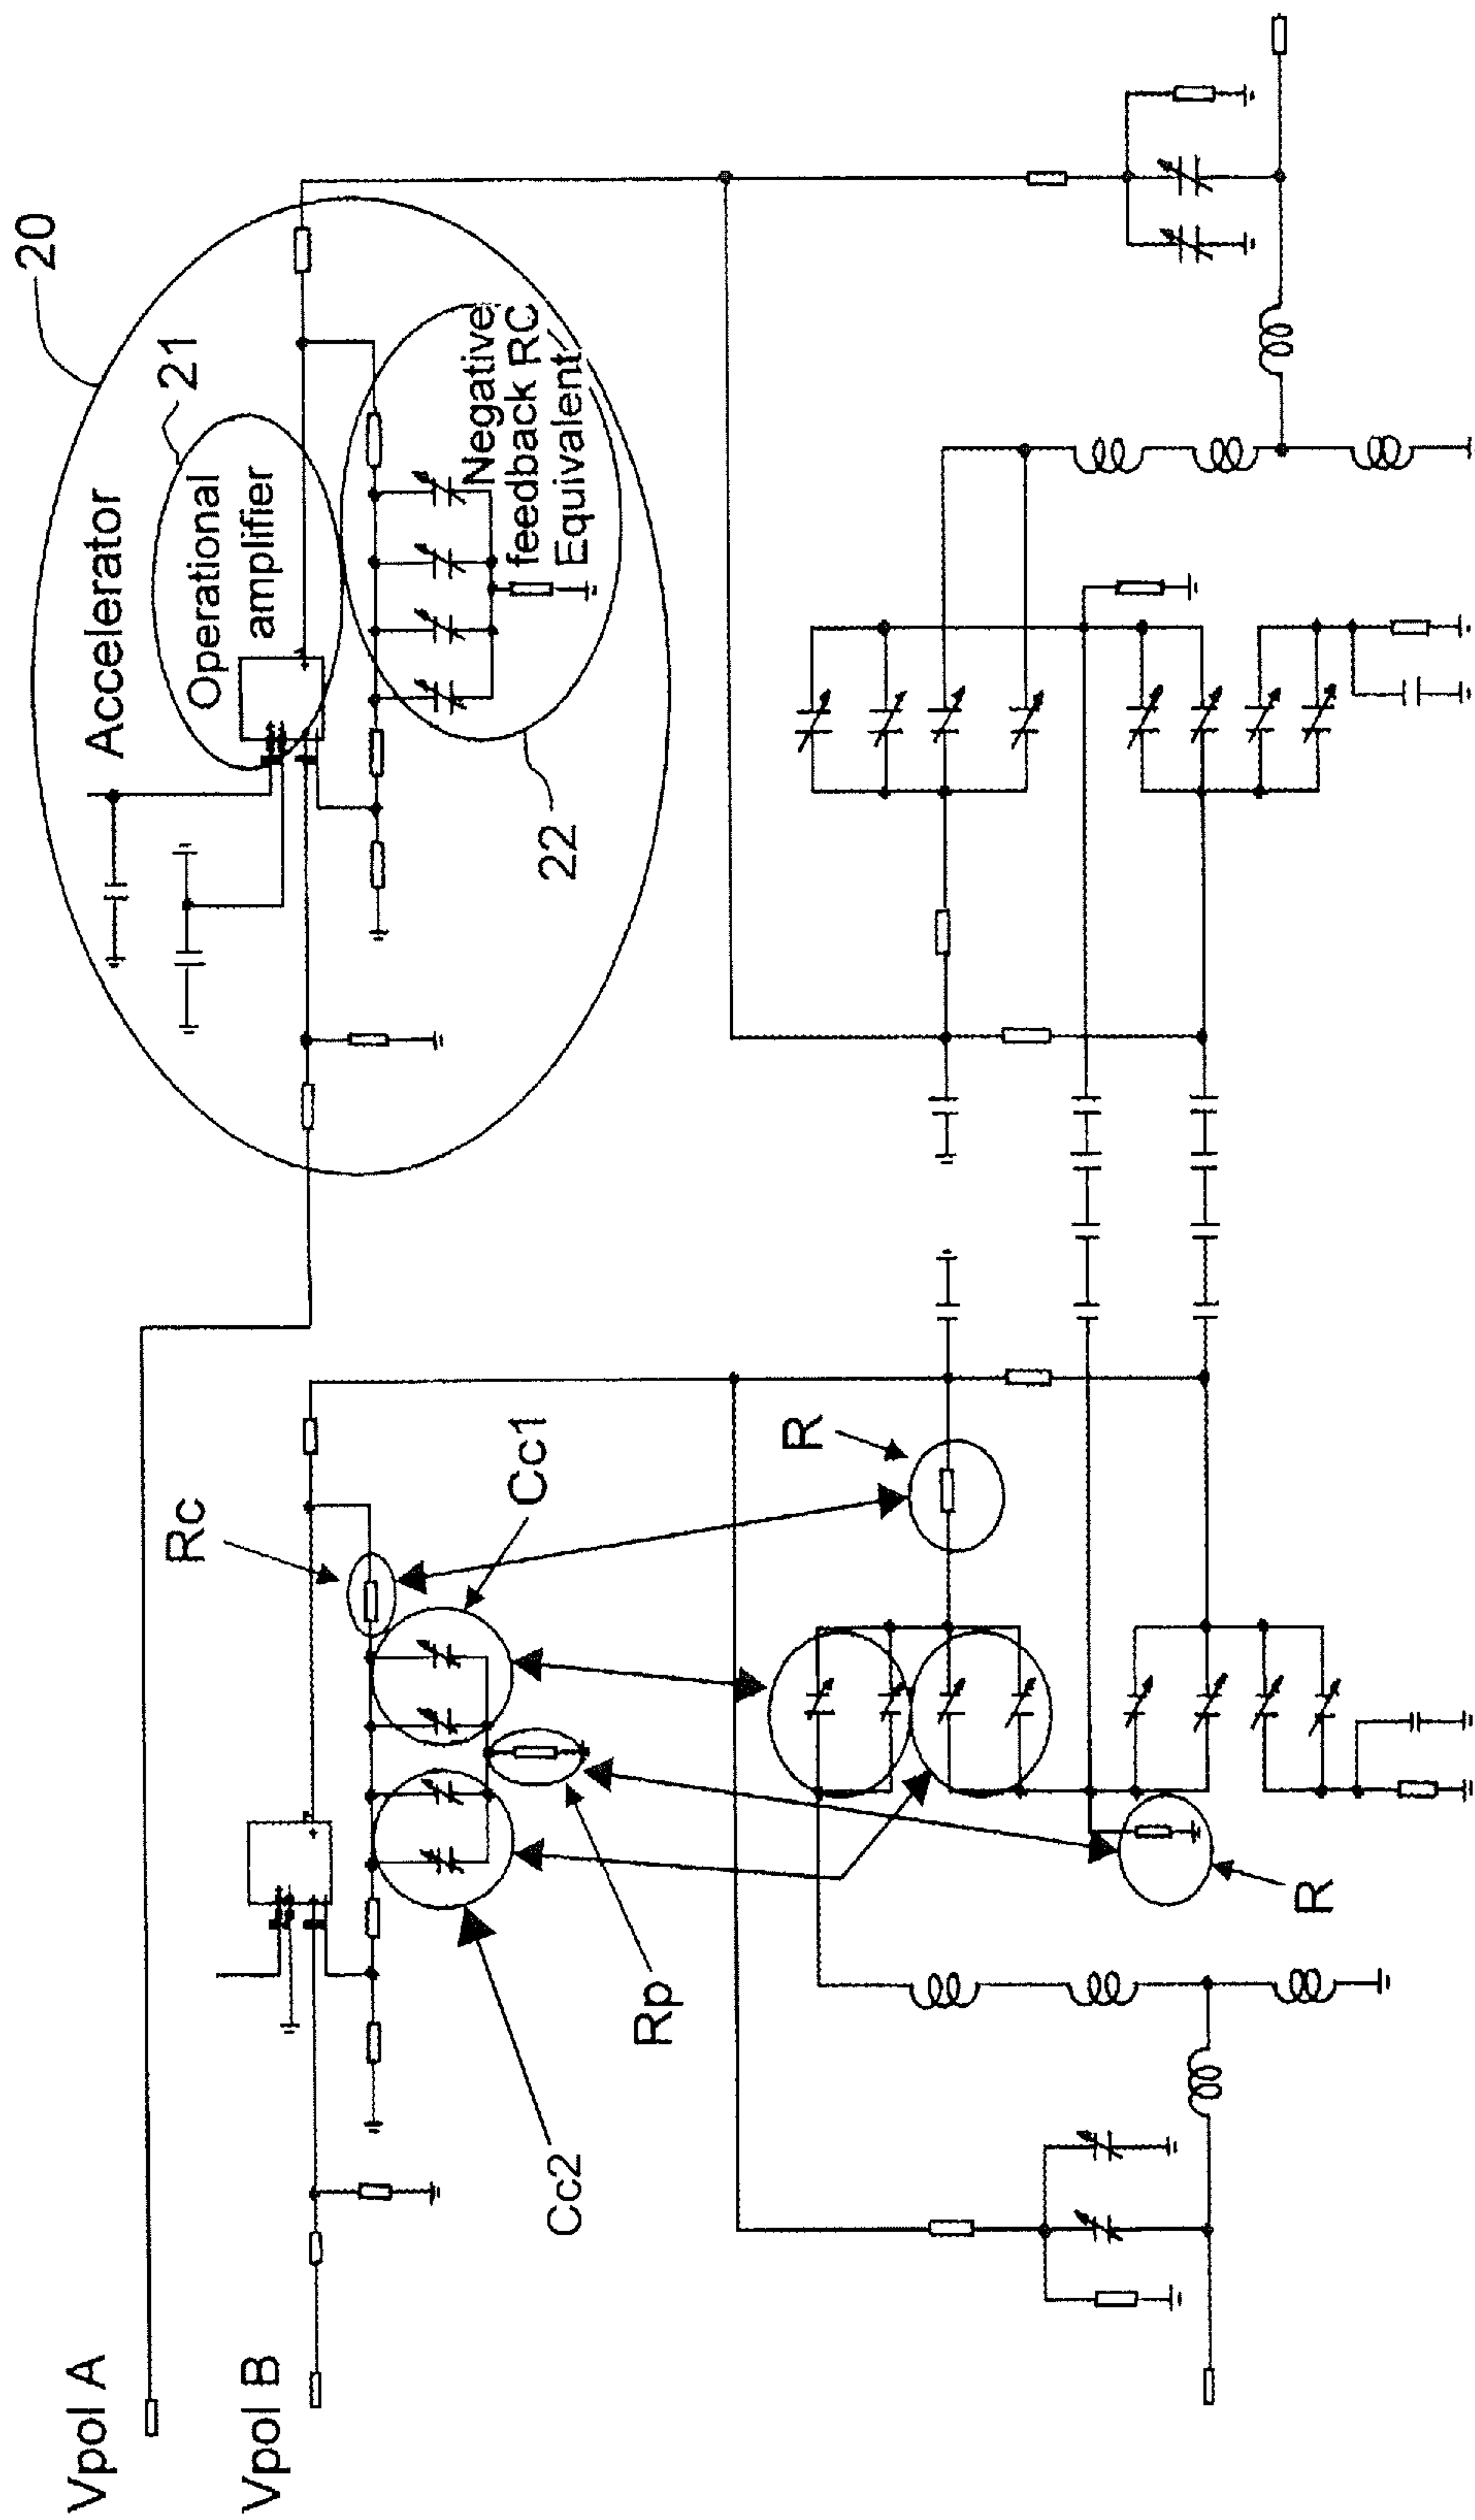 20
Accelerator
21
Operational
amplifier
Negative
feedback RC
Equivalent
22
Vpol A
Vpol B
Rc
Cc1
R
Cc2
Rp
R